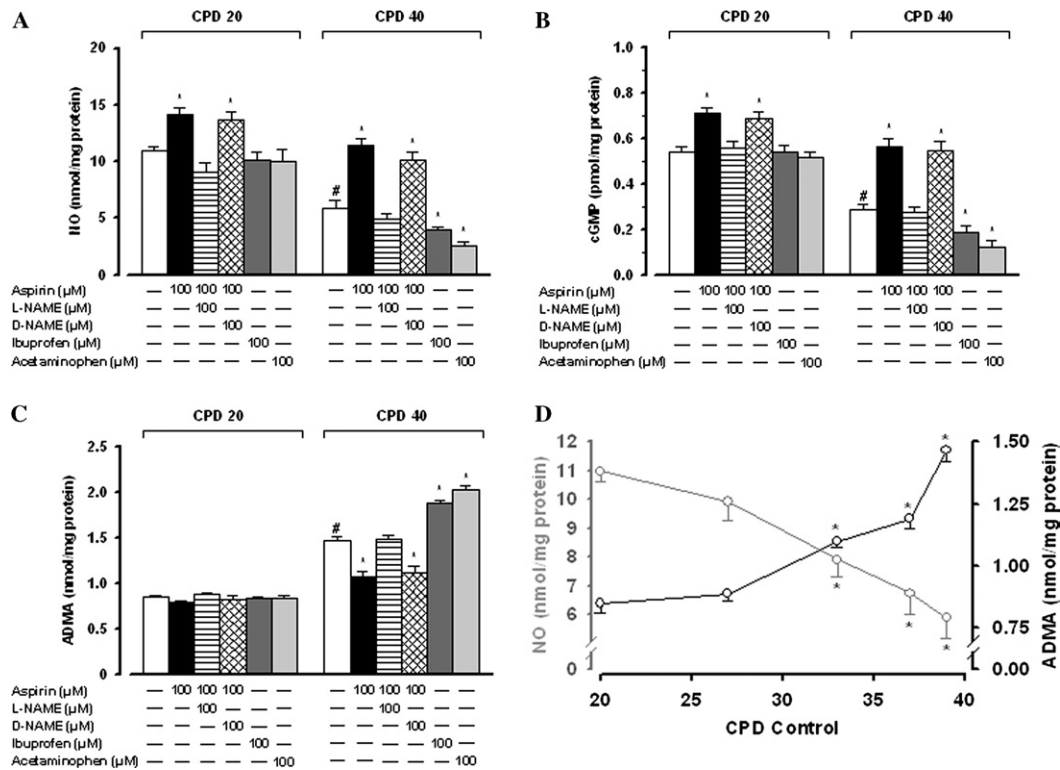 A
CPD 20 CPD 40
NO (nmol/mg protein)
20
15
10
5
0
* * # * * * *
Aspirin (µM) — 100 100 100 — — — 100 100 100 — —
L-NAME (µM) — — 100 — — — — — 100 — — —
D-NAME (µM) — — — 100 — — — — — 100 — —
Ibuprofen (µM) — — — — 100 — — — — — 100 —
Acetaminophen (µM) — — — — — 100 — — — — — 100
B
CPD 20 CPD 40
cGMP (pmol/mg protein)
1.0
0.8
0.6
0.4
0.2
0.0
* * # * * * *
Aspirin (µM) — 100 100 100 — — — 100 100 100 — —
L-NAME (µM) — — 100 — — — — — 100 — — —
D-NAME (µM) — — — 100 — — — — — 100 — —
Ibuprofen (µM) — — — — 100 — — — — — 100 —
Acetaminophen (µM) — — — — — 100 — — — — — 100
C
CPD 20 CPD 40
ADMA (nmol/mg protein)
2.5
2.0
1.5
1.0
0.5
0.0
# * * * *
Aspirin (µM) — 100 100 100 — — — 100 100 100 — —
L-NAME (µM) — — 100 — — — — — 100 — — —
D-NAME (µM) — — — 100 — — — — — 100 — —
Ibuprofen (µM) — — — — 100 — — — — — 100 —
Acetaminophen (µM) — — — — — 100 — — — — — 100
D
NO (nmol/mg protein)
12
11
10
9
8
7
6
0
* * *
* * *
1.50
1.25
1.00
0.75
0.00
ADMA (nmol/mg protein)
20 25 30 35 40
CPD Control